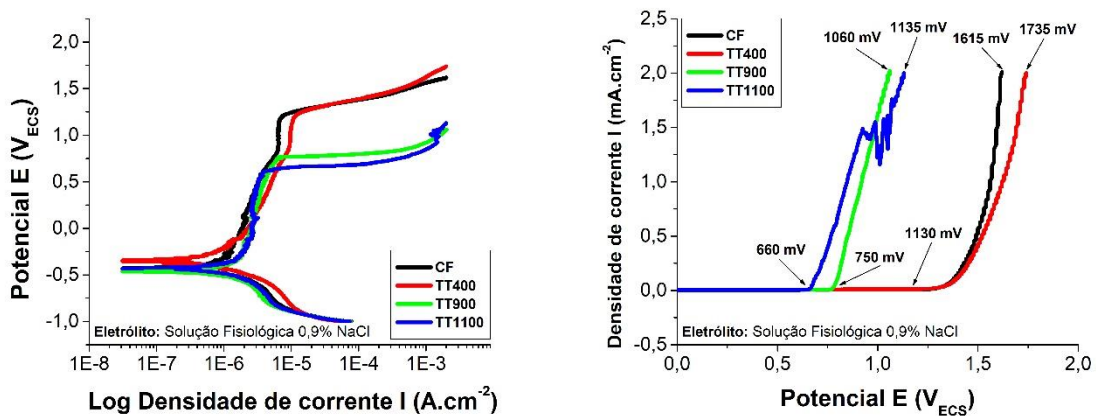 2,0
1,5
1,0
0,5
0,0
-0,5
-1,0
Potencial E (V_ECS)
CF
TT400
TT900
TT1100
Eletrólito: Solução Fisiológica 0,9% NaCl
1E-8 1E-7 1E-6 1E-5 1E-4 1E-3
Log Densidade de corrente I (A.cm⁻²)
CF
TT400
TT900
TT1100
1060 mV 1135 mV 1615 mV 1735 mV
2,5
2,0
1,5
1,0
0,5
0,0
-0,5
Densidade de corrente I (mA.cm⁻²)
660 mV 750 mV 1130 mV
Eletrólito: Solução Fisiológica 0,9% NaCl
0,0 0,5 1,0 1,5 2,0
Potencial E (V_ECS)